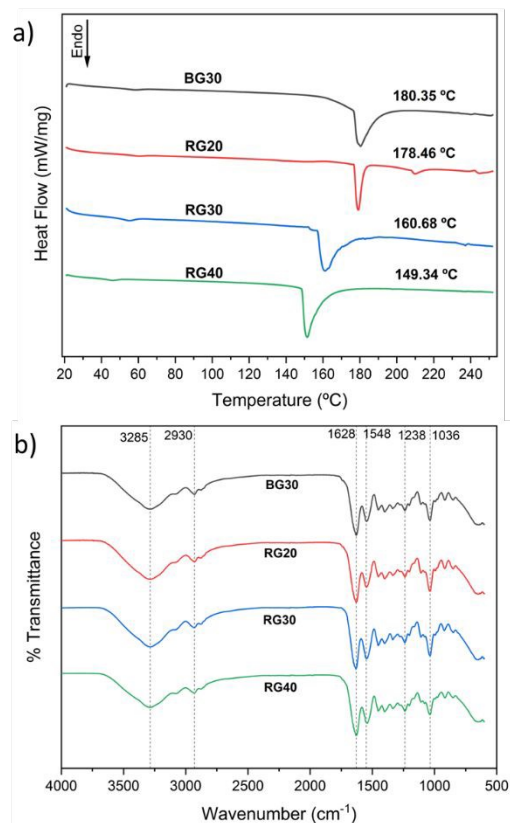 a)
Endo
BG30
180.35 ºC
RG20
178.46 ºC
RG30
160.68 ºC
RG40
149.34 ºC
Heat Flow (mW/mg)
20 40 60 80 100 120 140 160 180 200 220 240
Temperature (ºC)
b)
3285 2930 1628 1548 1238 1036
BG30
RG20
RG30
RG40
% Transmittance
4000 3500 3000 2500 2000 1500 1000 500
Wavenumber (cm⁻¹)